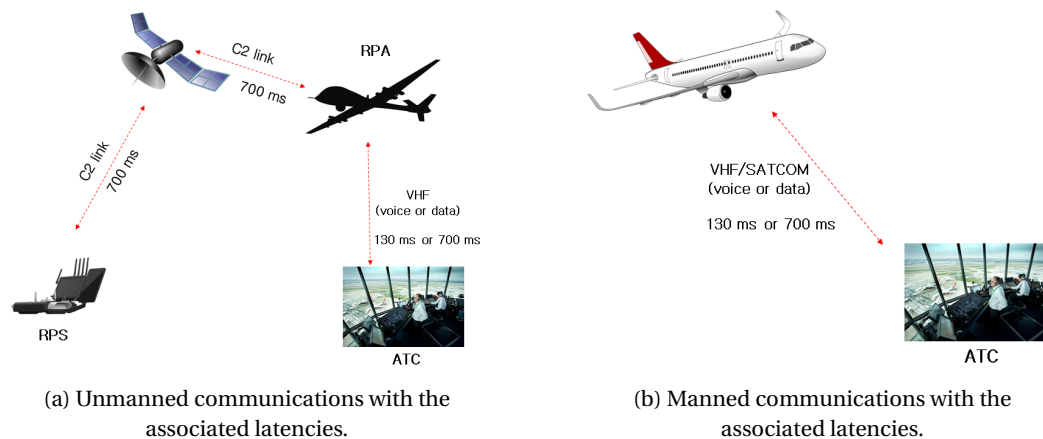 C2 link
700 ms
RPA
C2 link
700 ms
VHF
(voice or data)
130 ms or 700 ms
RPS
ATC
(a) Unmanned communications with the
associated latencies.
VHF/SATCOM
(voice or data)
130 ms or 700 ms
ATC
(b) Manned communications with the
associated latencies.